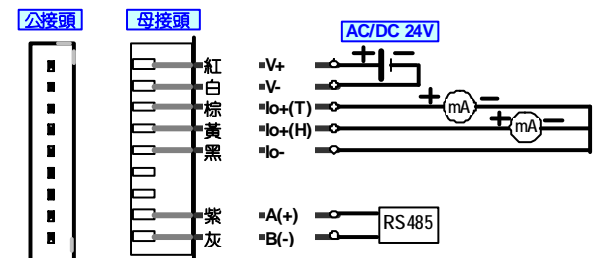 公接頭 母接頭 AC/DC 24V
紅 V+ + −
白 V-
棕 Io+(T) + mA −
黃 Io+(H) + mA −
黑 Io-
紫 A(+) RS485
灰 B(-)